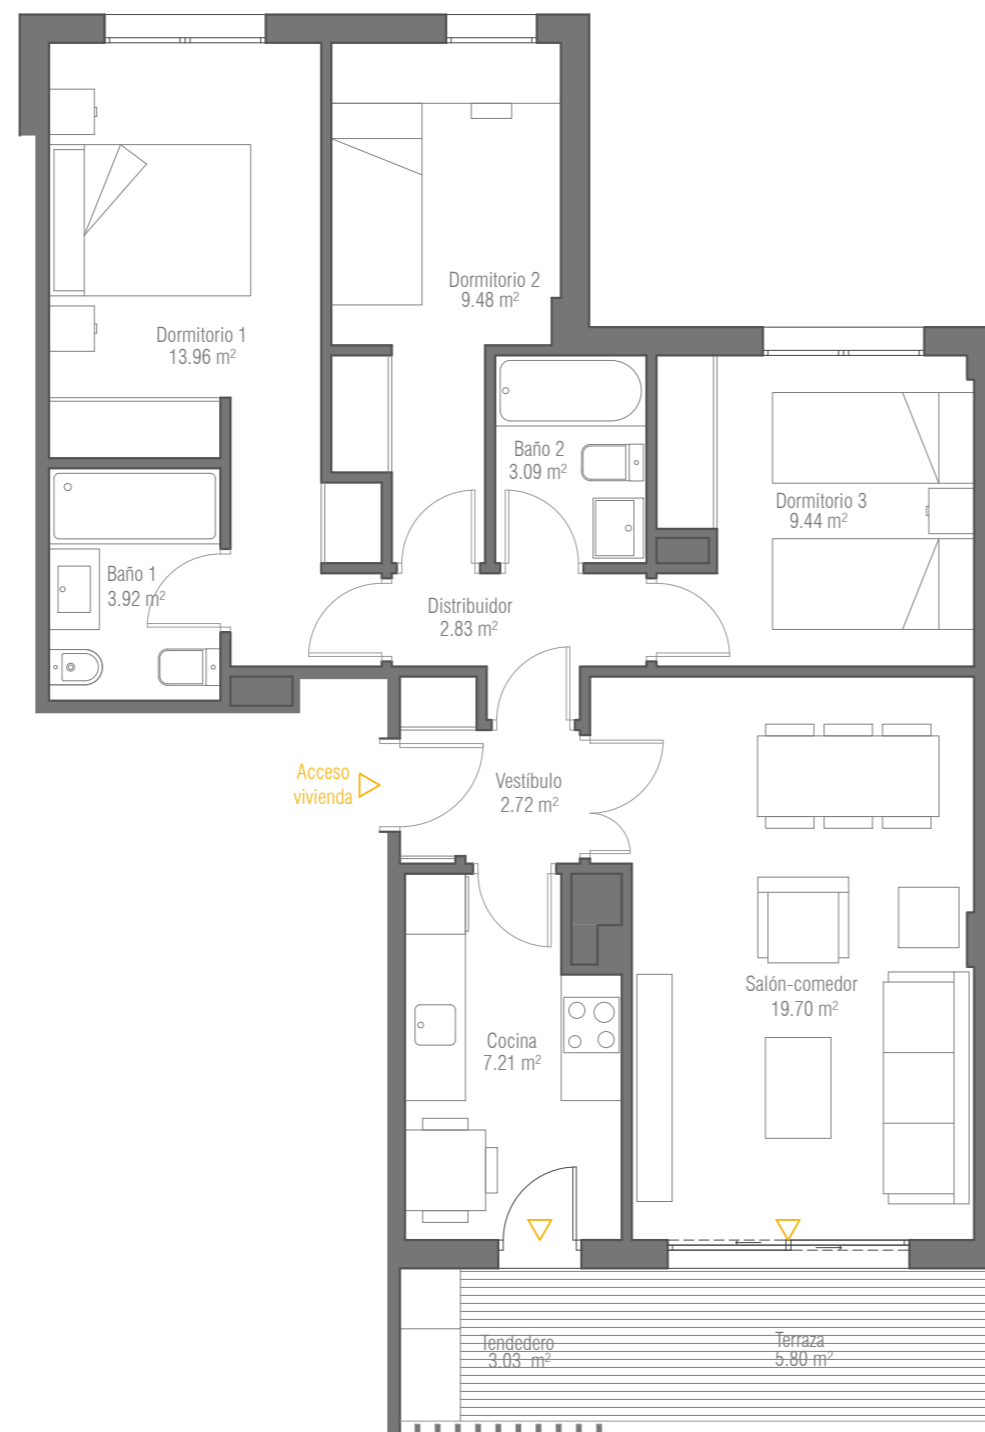 Dormitorio 2
9.48 m²
Dormitorio 1
13.96 m²
Baño 2
3.09 m²
Dormitorio 3
9.44 m²
Baño 1
3.92 m²
Distribuidor
2.83 m²
Acceso
vivienda
Vestíbulo
2.72 m²
Salón-comedor
19.70 m²
Cocina
7.21 m²
Tendedero
3.03 m²
Terraza
5.80 m²